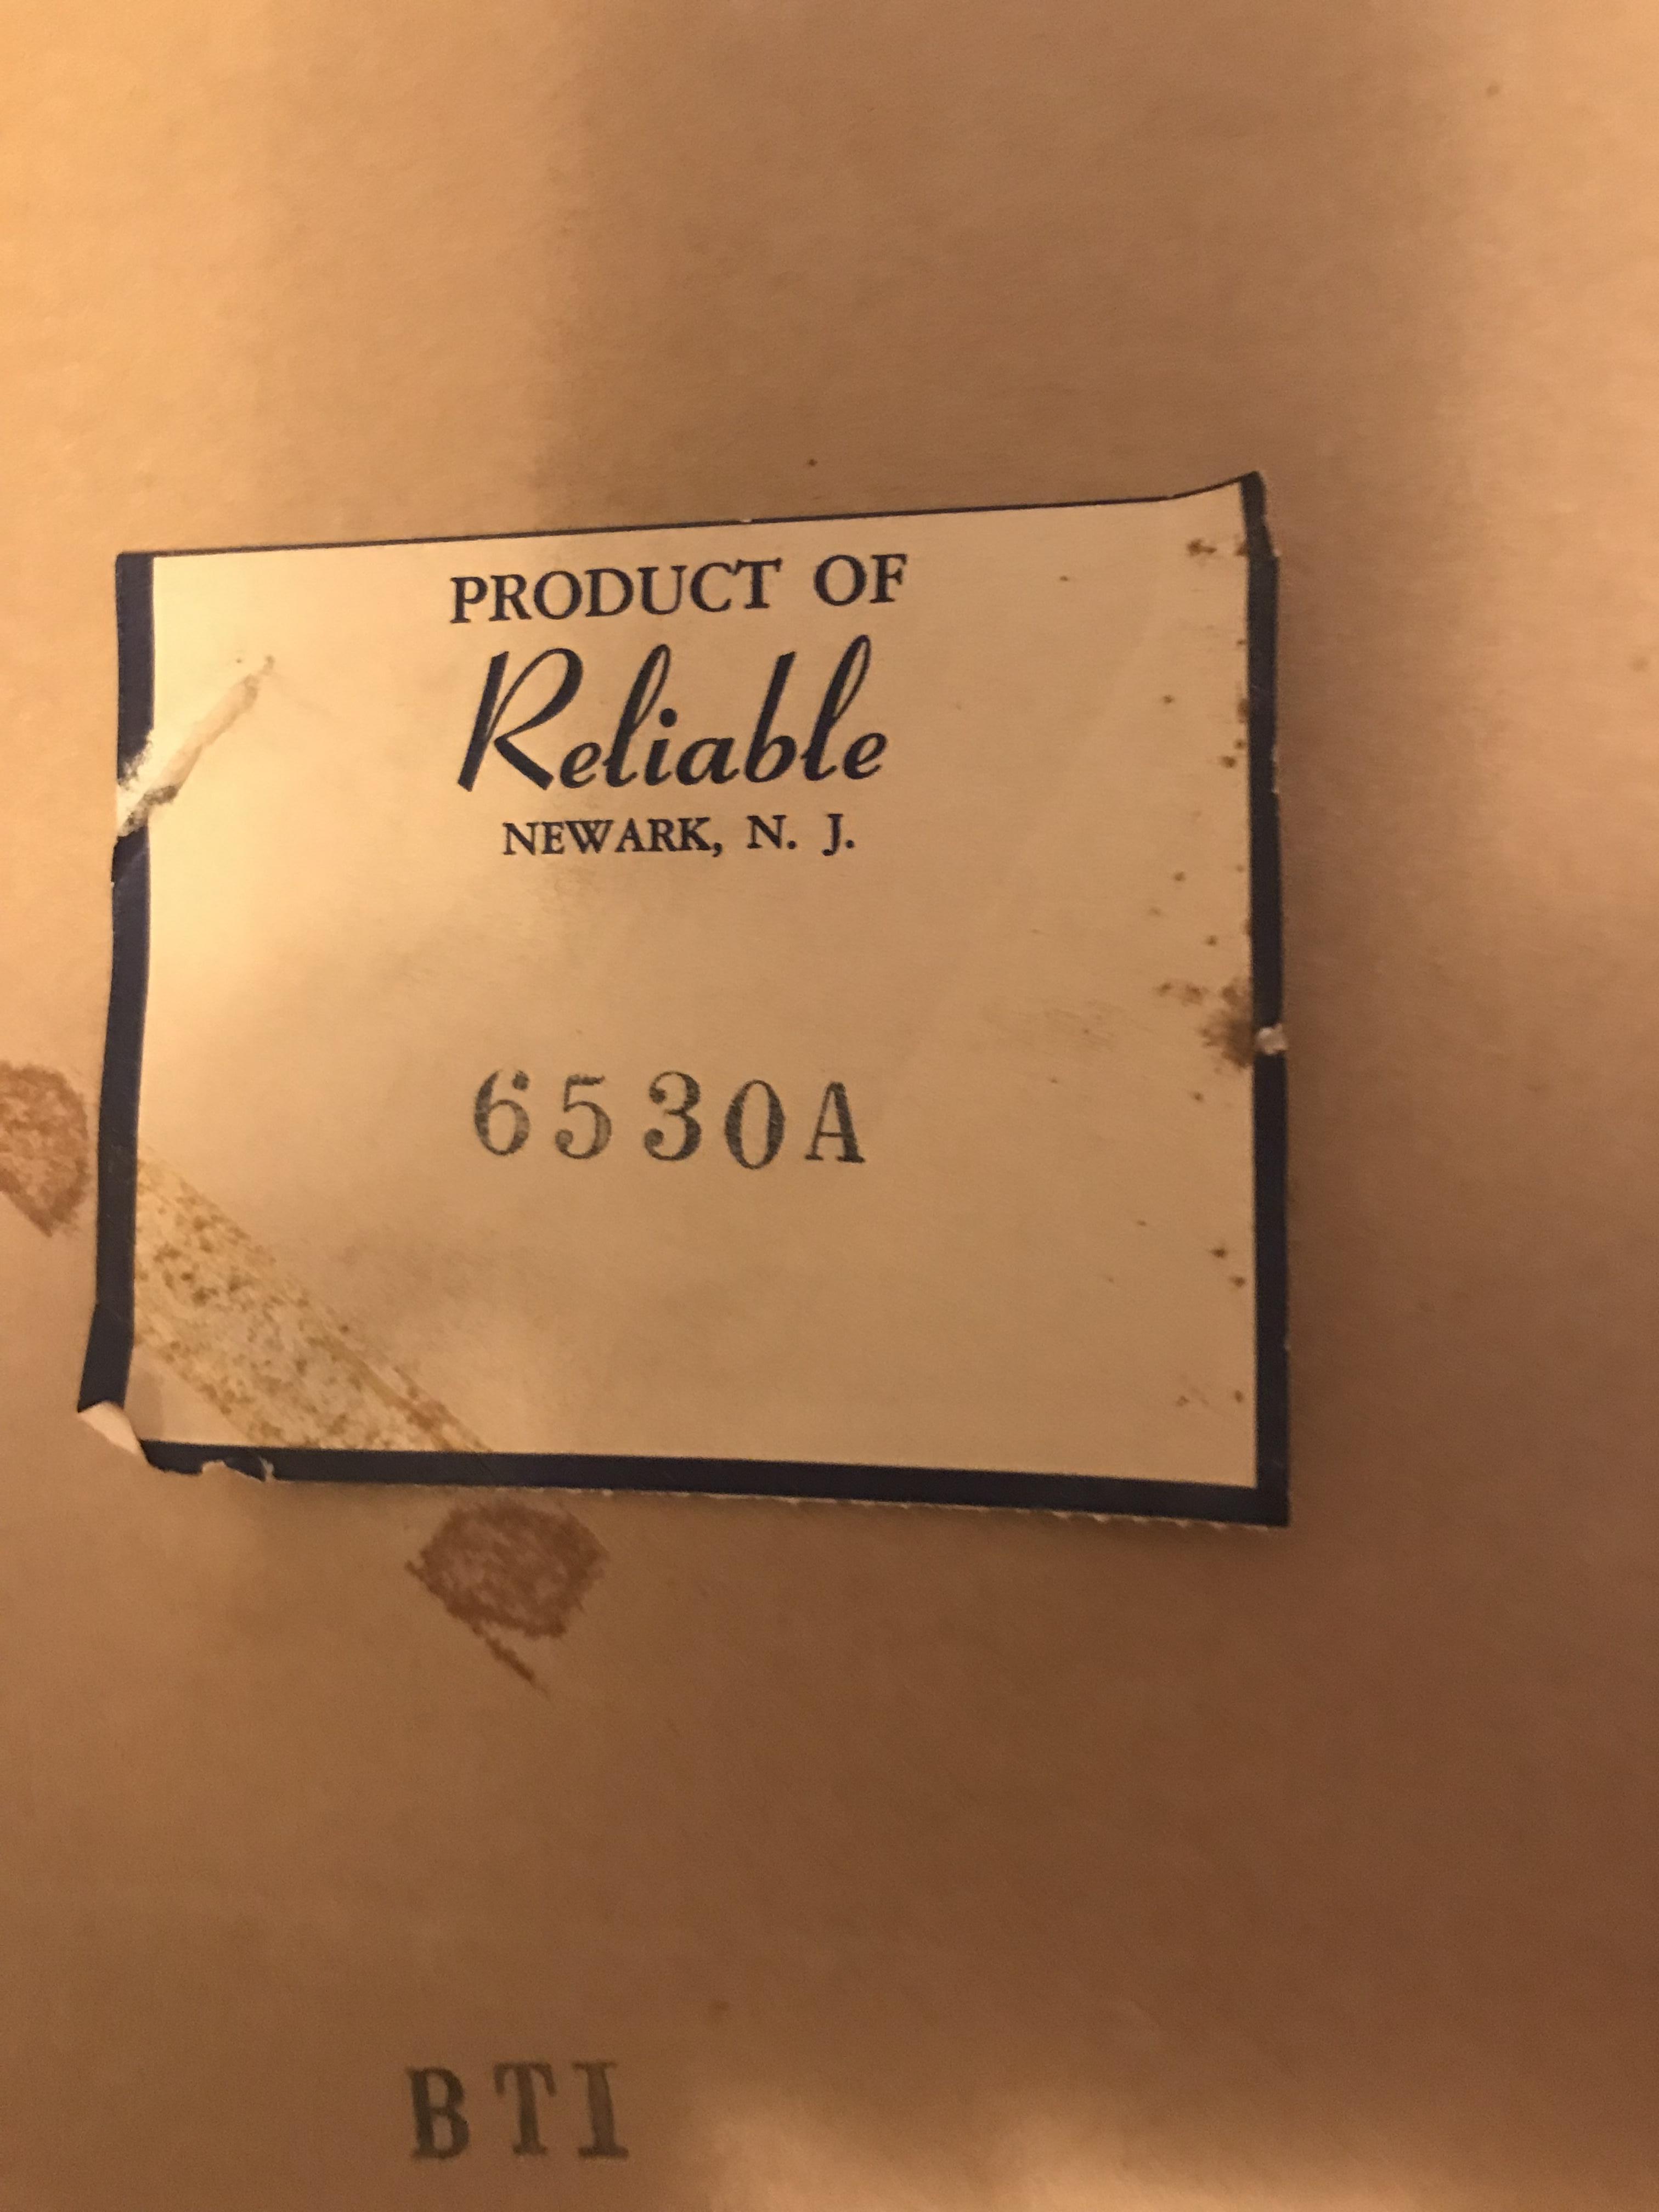 PRODUCT OF
Reliable
NEWARK, N. J.
6530A
BTI